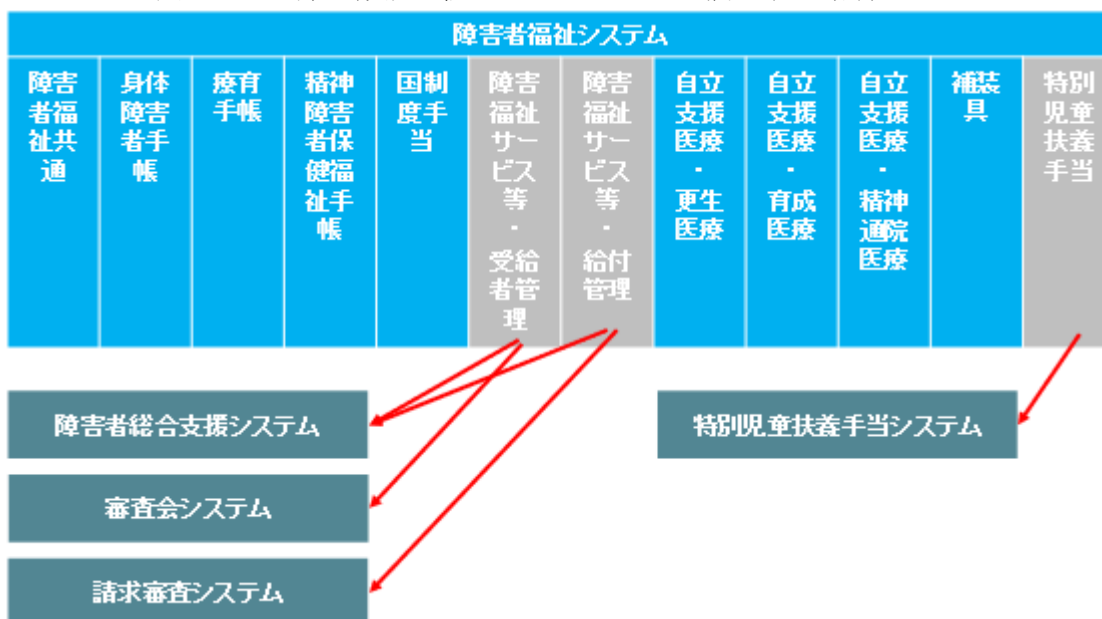 障害者福祉システム
障害
者福
祉共
通
身体
障害
者手
帳
療育
手帳
精神
障害
者保
健福
祉手
帳
国制
度手
当
障害
福祉
サー
ビス
等
・
受給
者管
理
障害
福祉
サー
ビス
等
・
給付
管理
自立
支援
医療
・
更生
医療
自立
支援
医療
・
育成
医療
自立
支援
医療
・
精神
通院
医療
補装
具
特別
児童
扶養
手当
障害者総合支援システム
特別児童扶養手当システム
審査会システム
請求審査システム